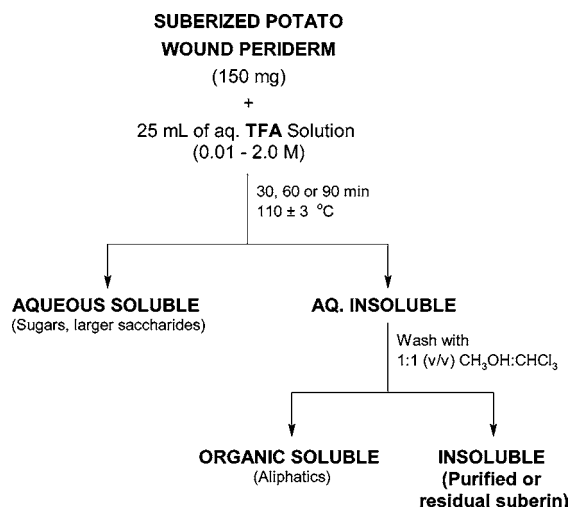 SUBERIZED POTATO
WOUND PERIDERM
(150 mg)
+
25 mL of aq. TFA Solution
(0.01 - 2.0 M)
30, 60 or 90 min
110 ± 3 °C
AQUEOUS SOLUBLE
(Sugars, larger saccharides)
AQ. INSOLUBLE
Wash with
1:1 (v/v) CH₃OH:CHCl₃
ORGANIC SOLUBLE
(Aliphatics)
INSOLUBLE
(Purified or
residual suberin)